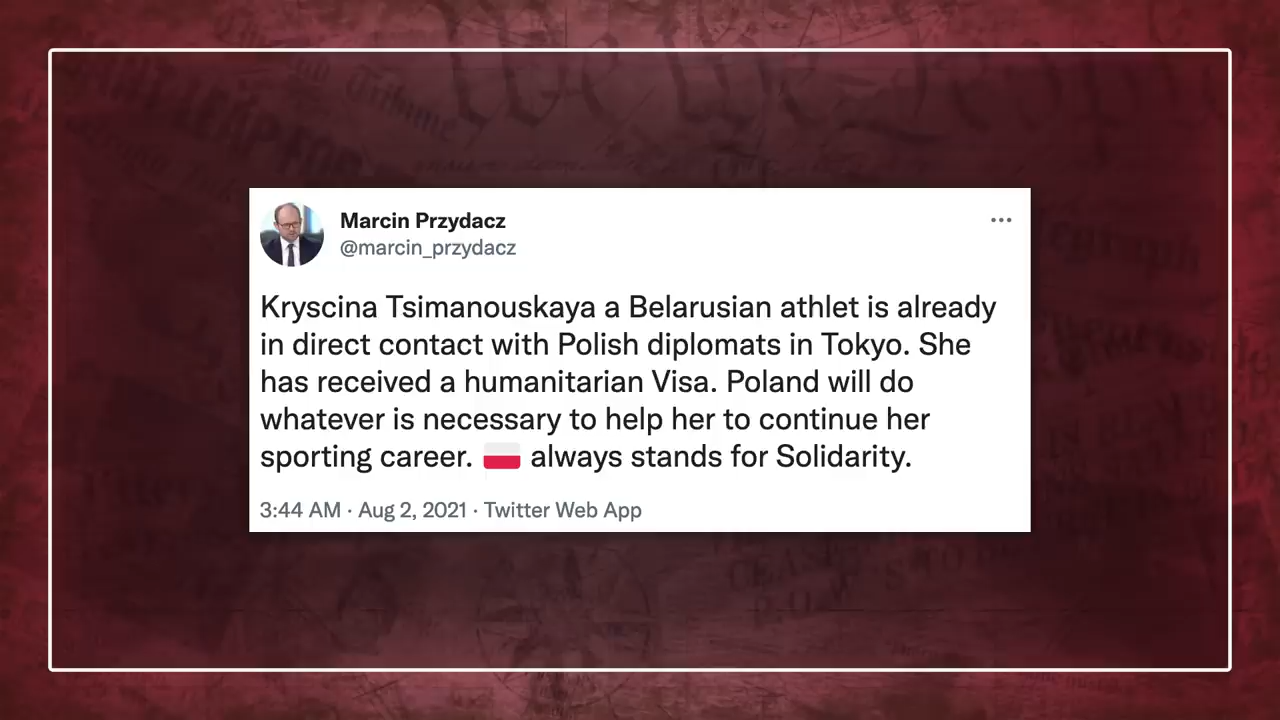 Marcin Przydacz
@marcin_przydacz
Kryscina Tsimanouskaya a Belarusian athlet is already
in direct contact with Polish diplomats in Tokyo. She
has received a humanitarian Visa. Poland will do
whatever is necessary to help her to continue her
sporting career. 🇵🇱 always stands for Solidarity.
3:44 AM · Aug 2, 2021 · Twitter Web App